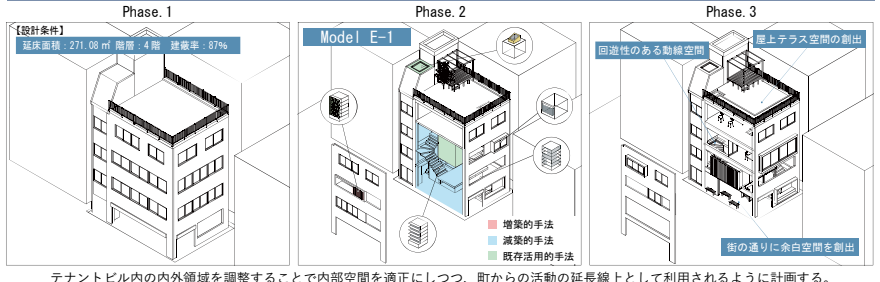 Phase. 1
Phase. 2
Phase. 3
【設計条件】
延床面積：271.08 ㎡ 階層：4 階　建蔽率：87%
Model E-1
増築的手法
減築的手法
既存活用的手法
回遊性のある動線空間
屋上テラス空間の創出
街の通りに余白空間を創出
テナントビル内の内外領域を調整することで内部空間を適正にしつつ，町からの活動の延長線上として利用されるように計画する。